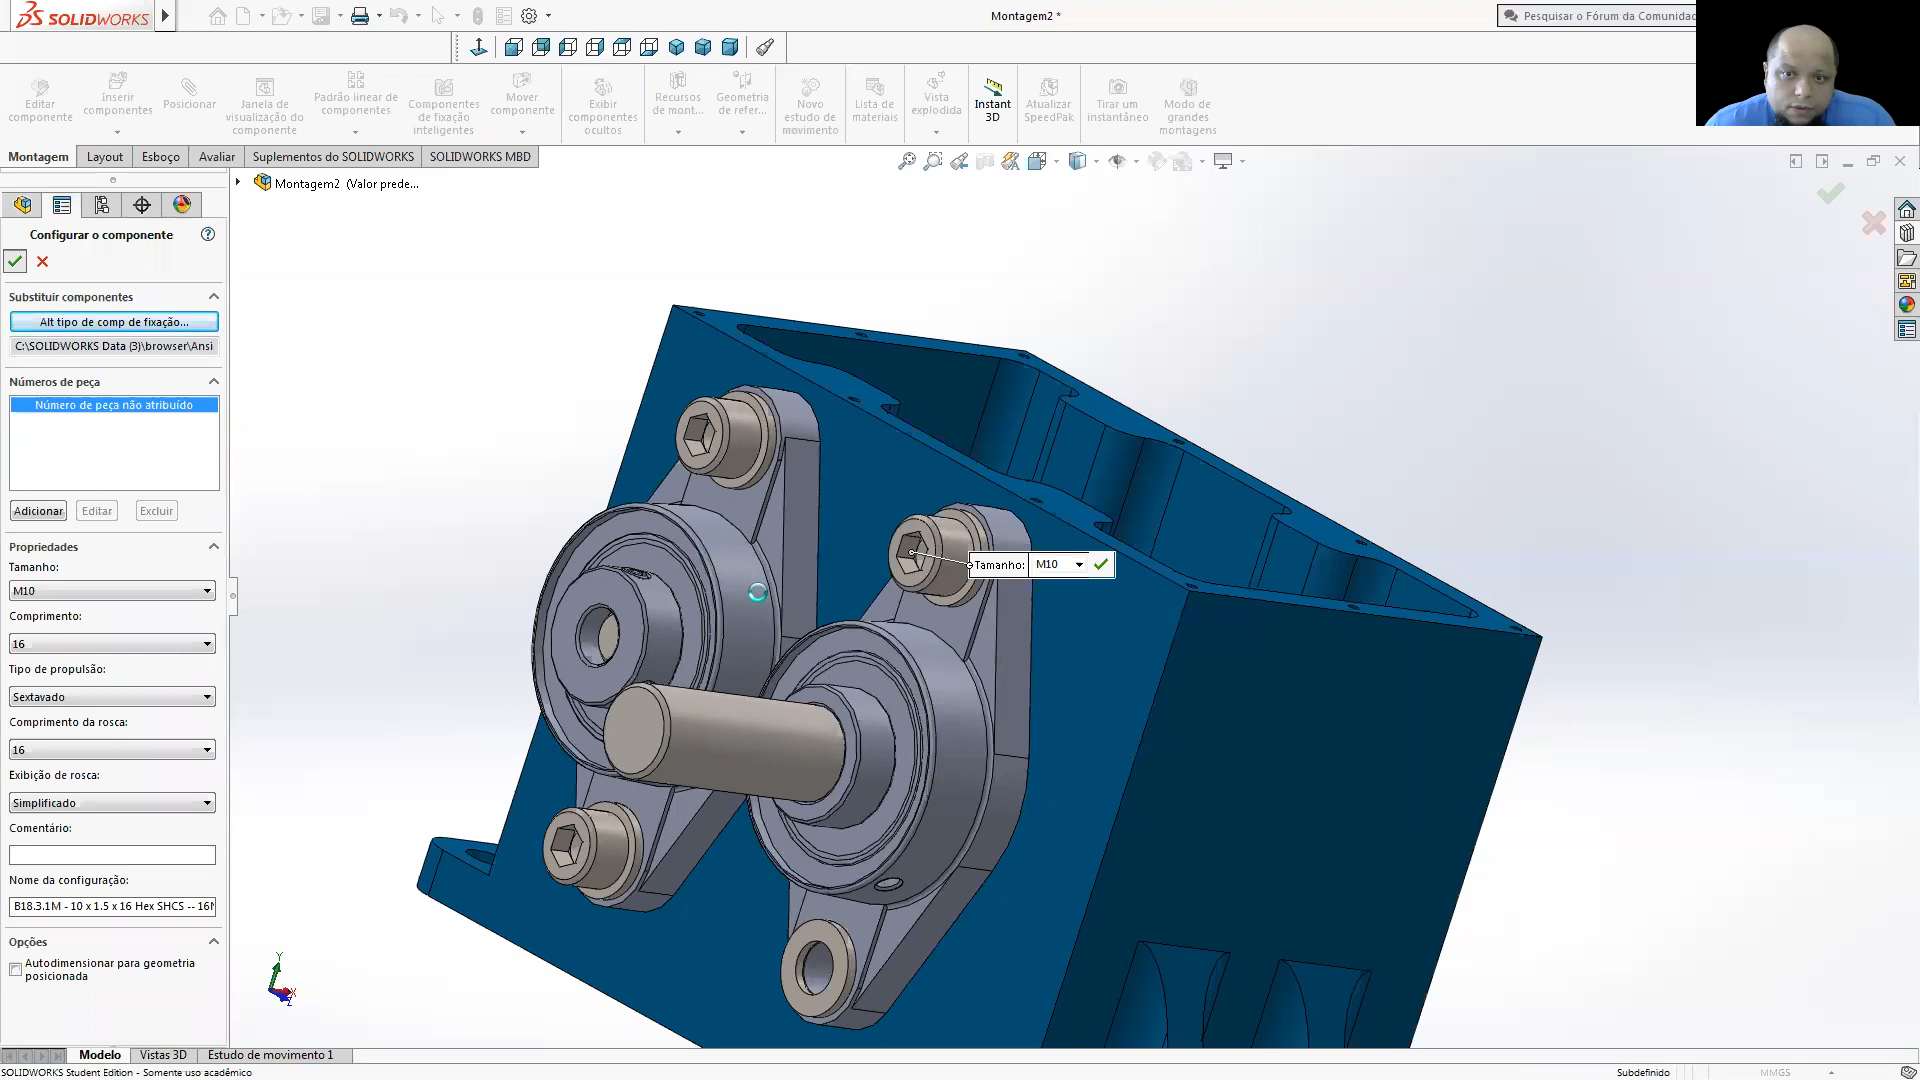 SOLIDWORKS
Montagem2 *
Pesquisar o Fórum da Comunidad
Editar componente
Inserir componentes
Posicionar
Janela de visualização do componente
Padrão linear de componentes
Componentes de fixação inteligentes
Mover componente
Exibir componentes ocultos
Recursos de mont...
Geometria de refer...
Novo estudo de movimento
Lista de materiais
Vista explodida
Instant 3D
Atualizar SpeedPak
Tirar um instantâneo
Modo de grandes montagens
Montagem
Layout
Esboço
Avaliar
Suplementos do SOLIDWORKS
SOLIDWORKS MBD
Montagem2 (Valor prede...
Configurar o componente
Substituir componentes
Alt tipo de comp de fixação...
C:\SOLIDWORKS Data (3)\browser\Ansi
Números de peça
Número de peça não atribuído
Adicionar
Editar
Excluir
Propriedades
Tamanho:
M10
Comprimento:
16
Tipo de propulsão:
Sextavado
Comprimento da rosca:
16
Exibição de rosca:
Simplificado
Comentário:
Nome da configuração:
B18.3.1M - 10 x 1.5 x 16 Hex SHCS -- 16N
Opções
Autodimensionar para geometria
posicionada
Tamanho: M10
Y
X
Z
Modelo
Vistas 3D
Estudo de movimento 1
SOLIDWORKS Student Edition - Somente uso acadêmico
Subdefinido
MMGS